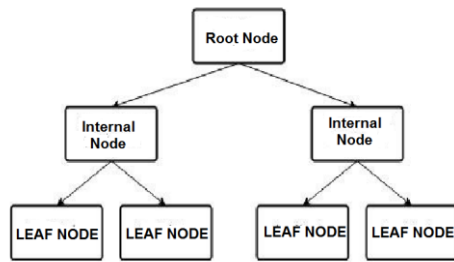 Root Node
Internal
Node
Internal
Node
LEAF NODE
LEAF NODE
LEAF NODE
LEAF NODE